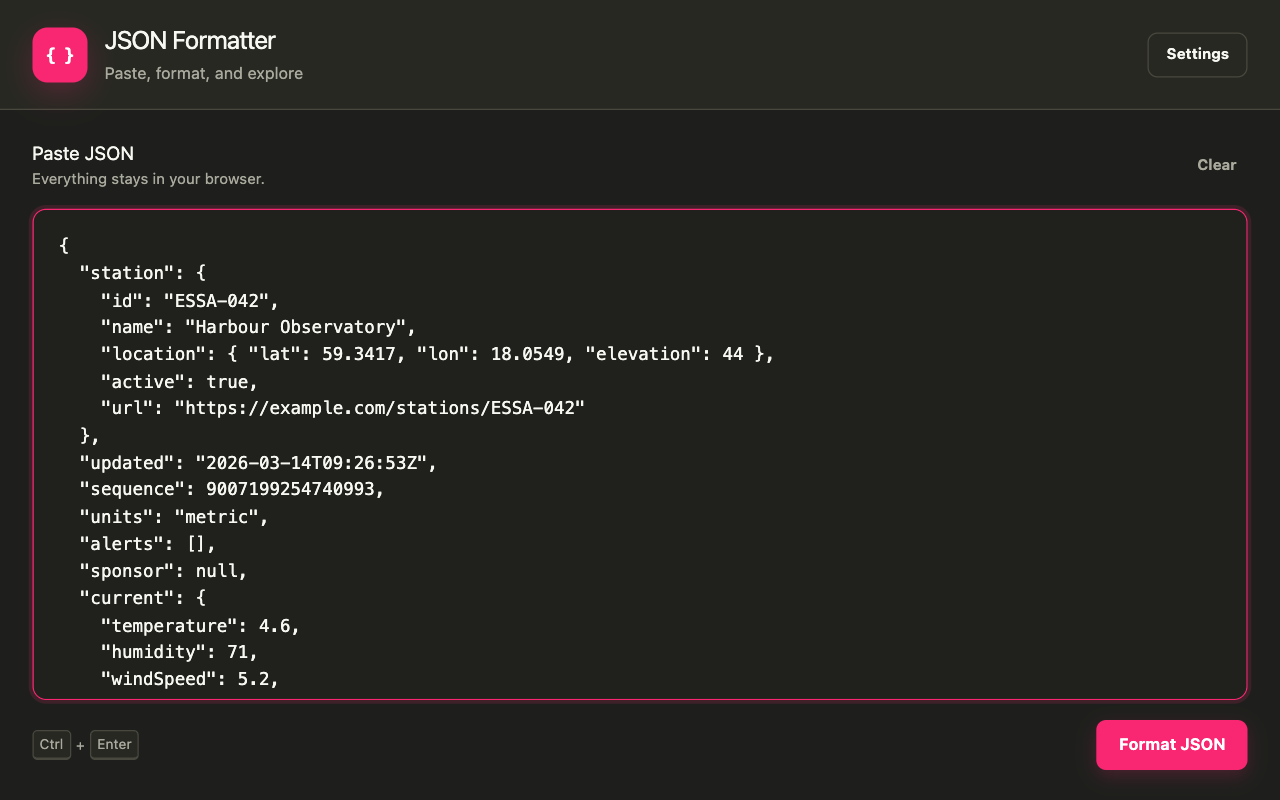 { }
JSON Formatter
Paste, format, and explore
Settings
Paste JSON
Everything stays in your browser.
Clear
{
  "station": {
    "id": "ESSA-042",
    "name": "Harbour Observatory",
    "location": { "lat": 59.3417, "lon": 18.0549, "elevation": 44 },
    "active": true,
    "url": "https://example.com/stations/ESSA-042"
  },
  "updated": "2026-03-14T09:26:53Z",
  "sequence": 9007199254740993,
  "units": "metric",
  "alerts": [],
  "sponsor": null,
  "current": {
    "temperature": 4.6,
    "humidity": 71,
    "windSpeed": 5.2,
Ctrl + Enter
Format JSON